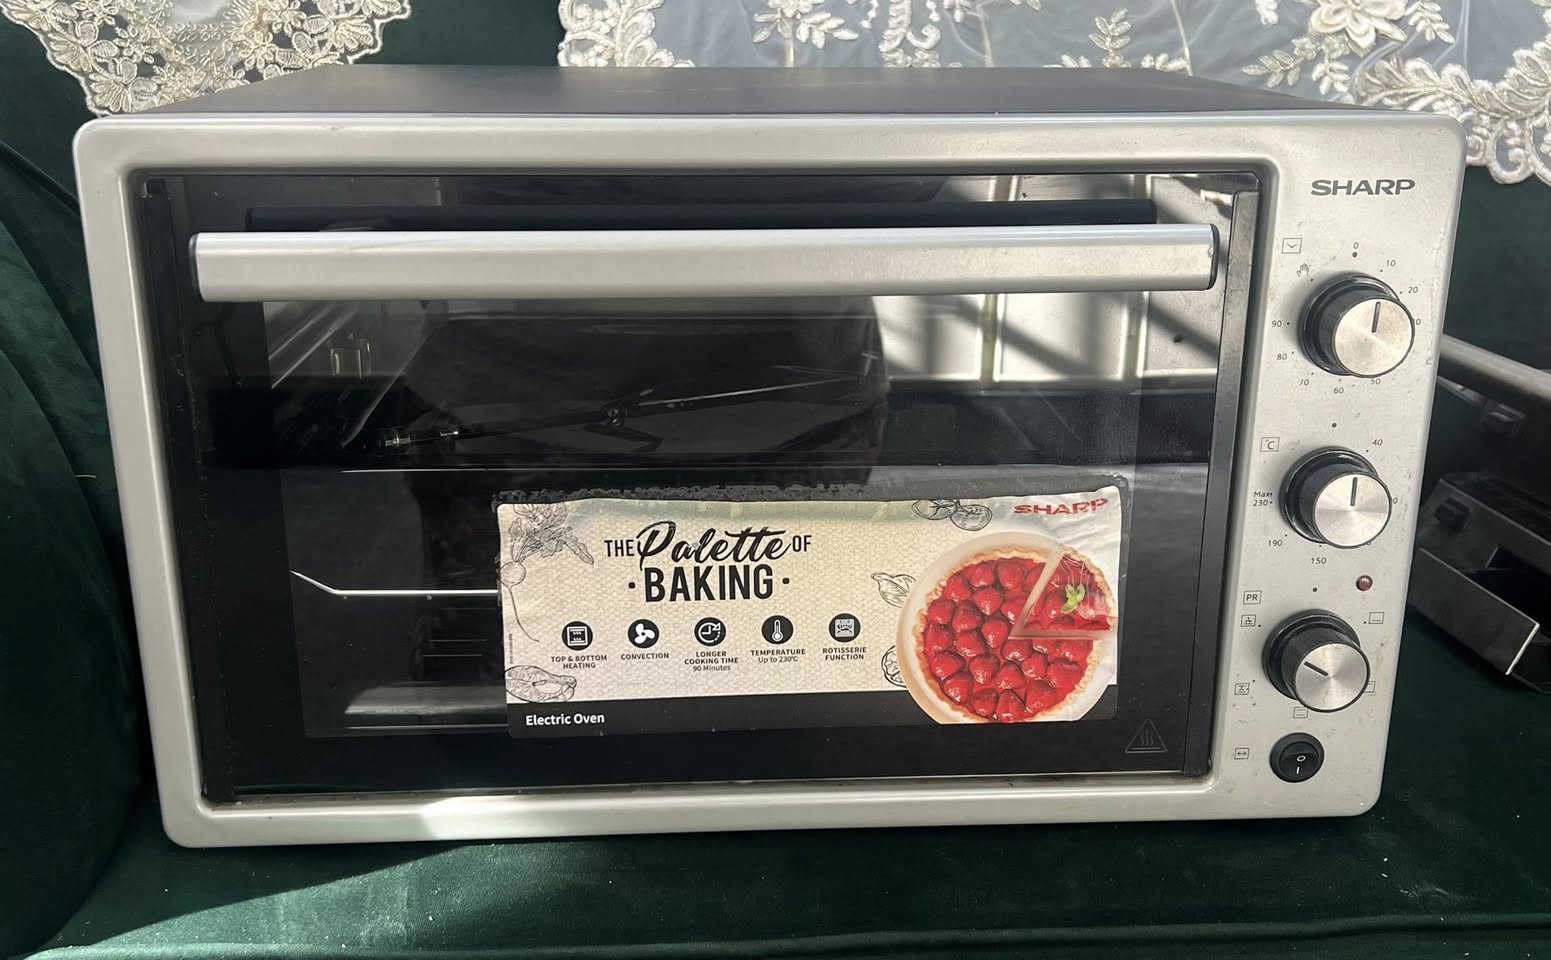 SHARP
0
10
20
90
80
70
60
50
°C
40
Max
230
190
150
PR
SHARP
THE Palette OF
BAKING
TOP & BOTTOM
HEATING
CONVECTION
LONGER
COOKING TIME
90 Minutes
TEMPERATURE
Up to 230°C
ROTISSERIE
FUNCTION
Electric Oven